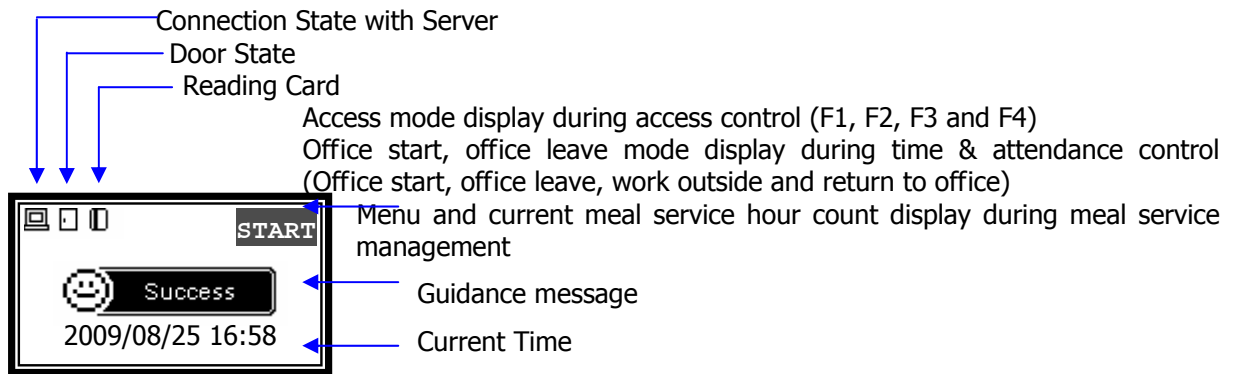 Connection State with Server
Door State
Reading Card
Access mode display during access control (F1, F2, F3 and F4)
Office start, office leave mode display during time & attendance control
(Office start, office leave, work outside and return to office)
START
Menu and current meal service hour count display during meal service
management
Success
Guidance message
2009/08/25 16:58
Current Time